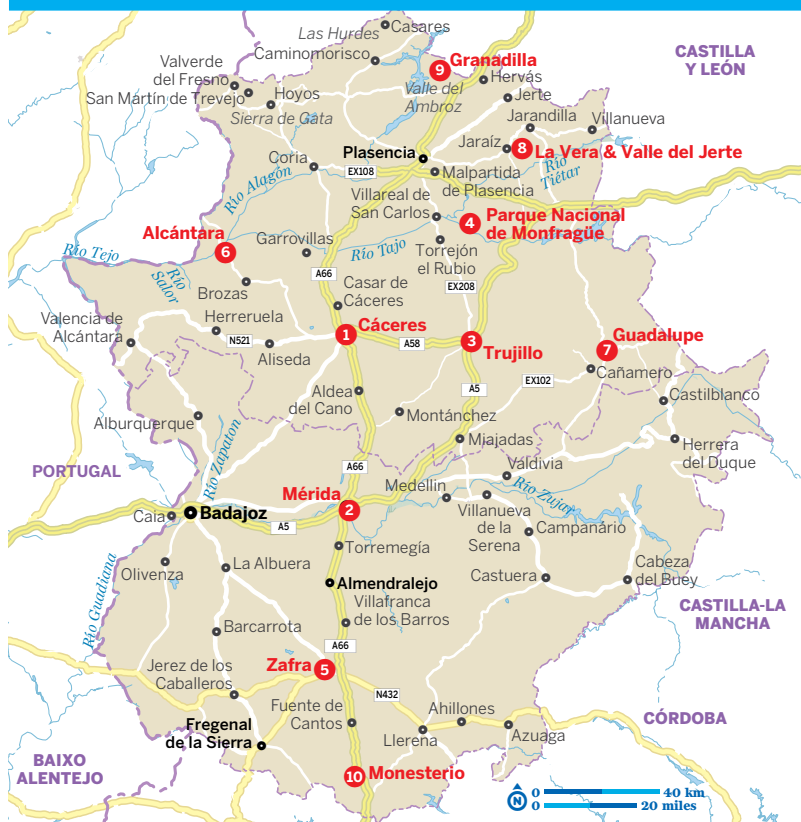 Las Hurdes
Casares
Caminomorisco
CASTILLA
Y LEÓN
Valverde
del Fresno
9
Granadilla
Hervás
San Martín de Trevejo
Hoyos
Valle del
Ambroz
Jerte
Sierra de Gata
Jarandilla
Villanueva
Plasencia
Jaraíz
8
La Vera & Valle del Jerte
Coria
EX108
Malpartida
de Plasencia
Río
Tiétar
Río Alagón
Villareal de
San Carlos
4
Parque Nacional
de Monfragüe
Alcántara
6
Garrovillas
Río Tajo
Torrejón
el Rubio
Río Tejo
Río
Salor
A66
EX208
Brozas
Casar de
Cáceres
Valencia de
Alcántara
Herreruela
N521
Aliseda
1
Cáceres
A58
3
Trujillo
7
Guadalupe
Cañamero
Aldea
del Cano
A5
EX102
Castilblanco
Alburquerque
Montánchez
Miajadas
Herrera
del Duque
PORTUGAL
Río Zapaton
A66
Medellín
Valdivia
Río Zujar
Mérida
2
Caia
Badajoz
A5
Villanueva
de la
Serena
Campanário
Torremegía
Olivenza
La Albuera
Almendralejo
Castuera
Cabeza
del Buey
Río Guadiana
Villafranca
de los Barros
CASTILLA-LA
MANCHA
Barcarrota
A66
Zafra
5
Jerez de los
Caballeros
N432
Fuente de
Cantos
Ahillones
CÓRDOBA
Fregenal
de la Sierra
Llerena
Azuaga
BAIXO
ALENTEJO
10
Monesterio
N
0
40 km
0
20 miles